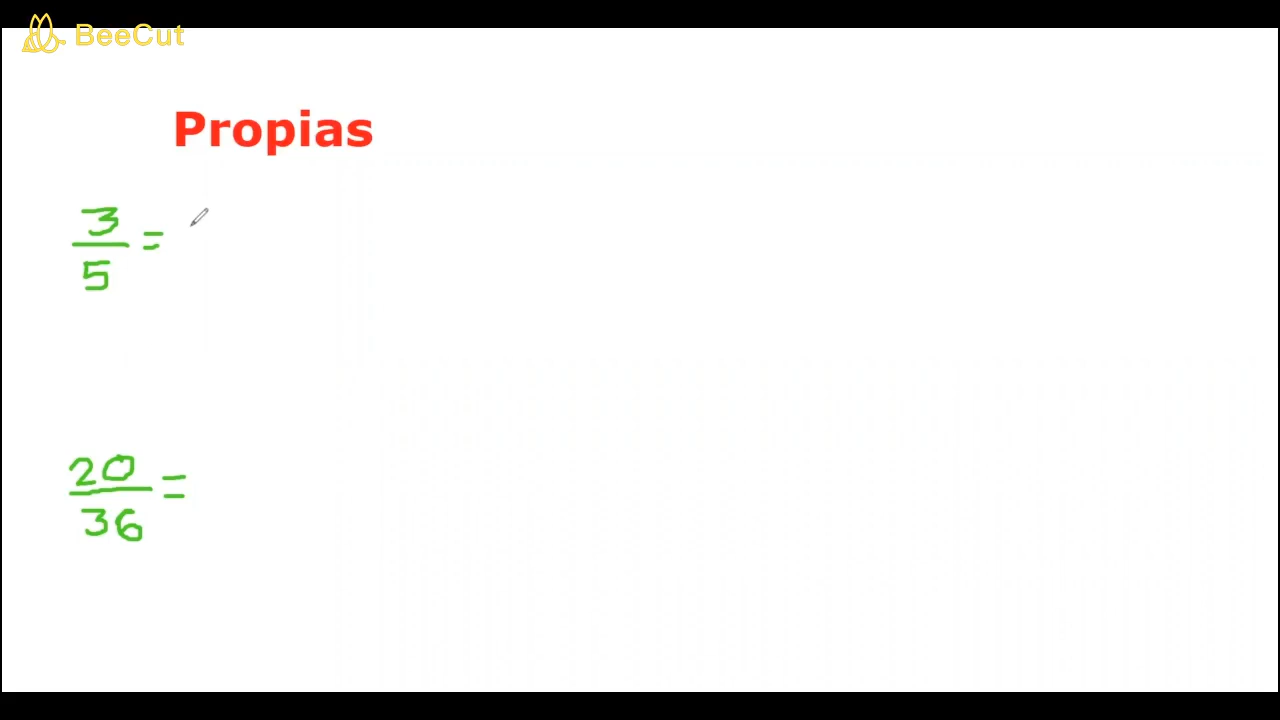 BeeCut
Propias
3/5 =
20/36 =